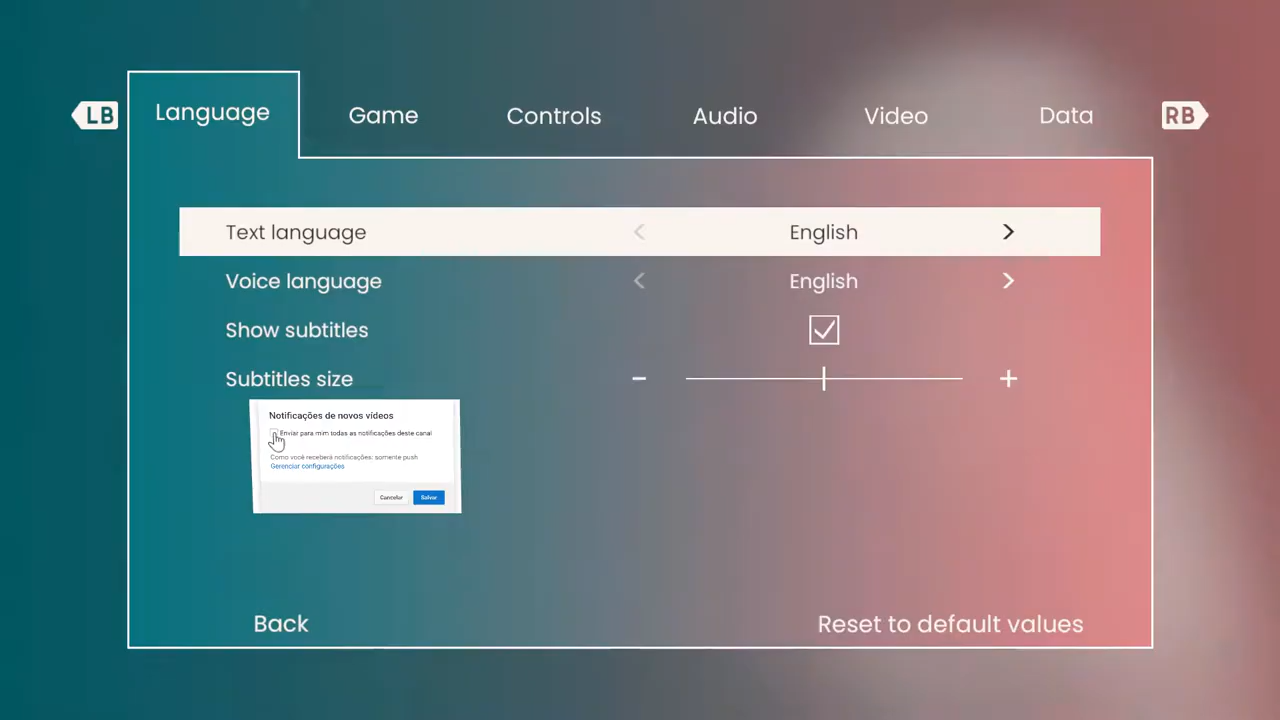 LB Language Game Controls Audio Video Data RB
Text language English
Voice language English
Show subtitles
Subtitles size - +
Notificações de novos vídeos
Enviar para mim todas as notificações deste canal
Como você receberá notificações: somente push
Gerenciar configurações
Cancelar Salvar
Back Reset to default values